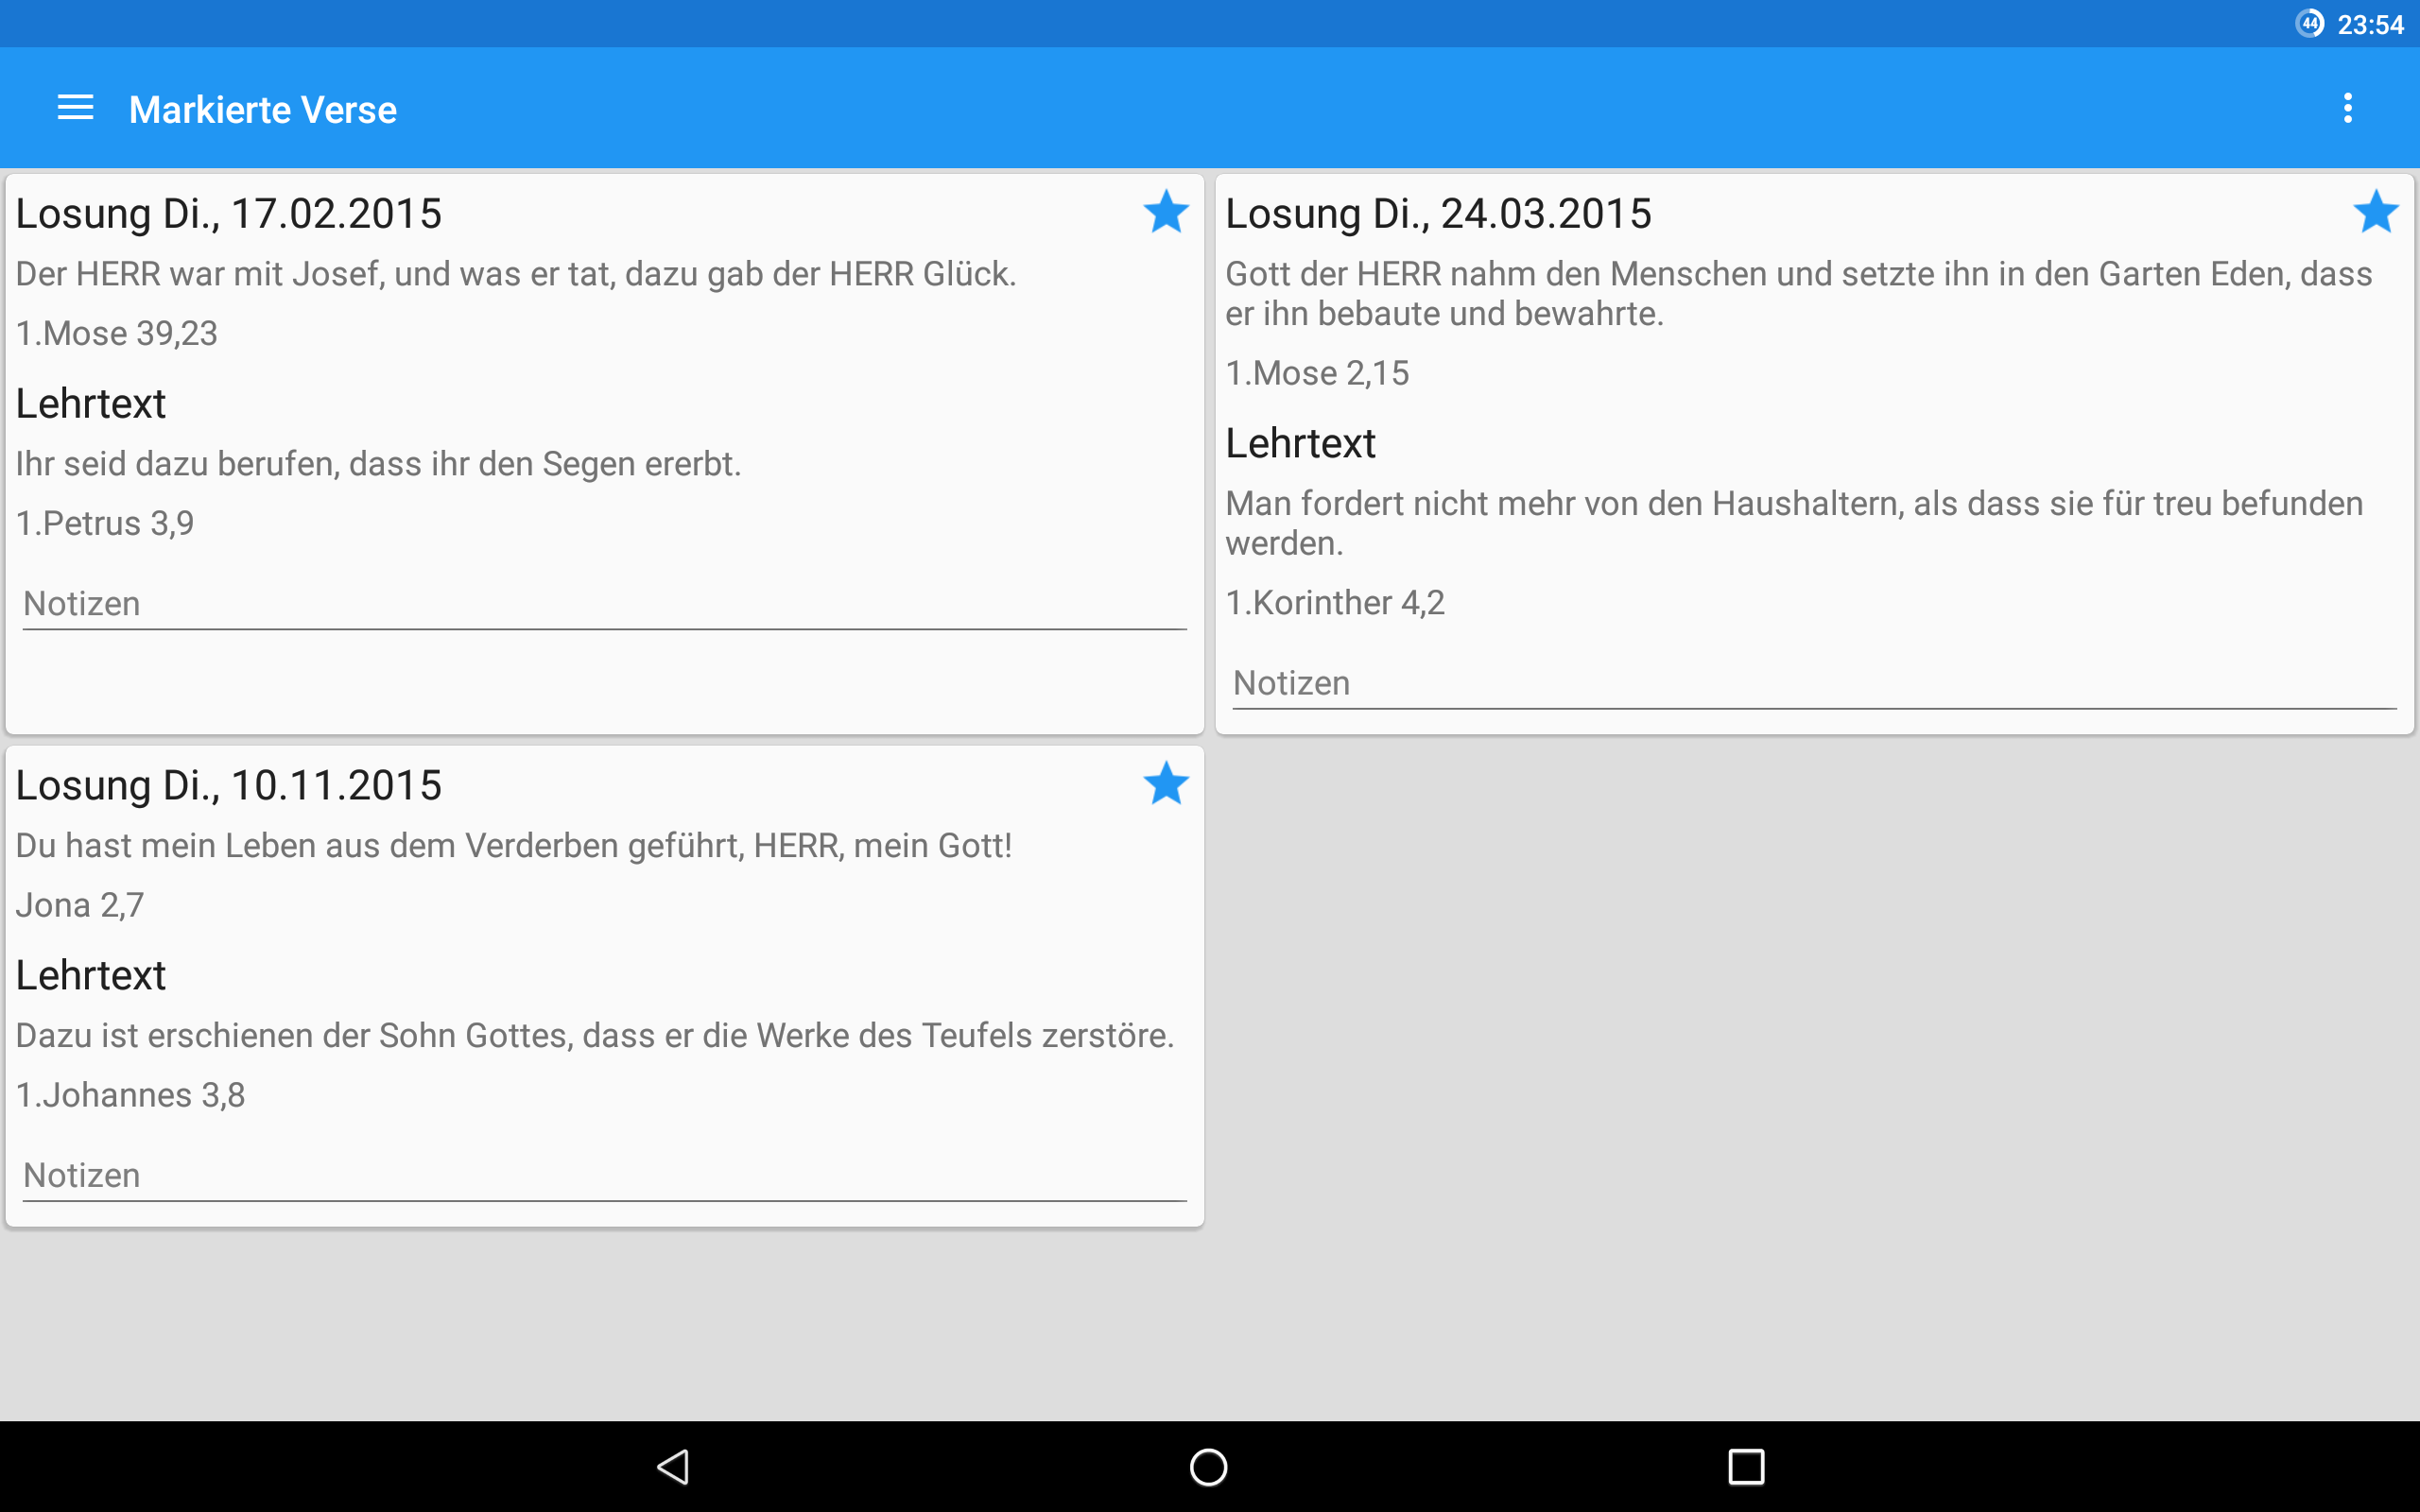 44 23:54
Markierte Verse
Losung Di., 17.02.2015
Der HERR war mit Josef, und was er tat, dazu gab der HERR Glück.
1.Mose 39,23
Lehrtext
Ihr seid dazu berufen, dass ihr den Segen ererbt.
1.Petrus 3,9
Notizen
Losung Di., 24.03.2015
Gott der HERR nahm den Menschen und setzte ihn in den Garten Eden, dass
er ihn bebaute und bewahrte.
1.Mose 2,15
Lehrtext
Man fordert nicht mehr von den Haushaltern, als dass sie für treu befunden
werden.
1.Korinther 4,2
Notizen
Losung Di., 10.11.2015
Du hast mein Leben aus dem Verderben geführt, HERR, mein Gott!
Jona 2,7
Lehrtext
Dazu ist erschienen der Sohn Gottes, dass er die Werke des Teufels zerstöre.
1.Johannes 3,8
Notizen